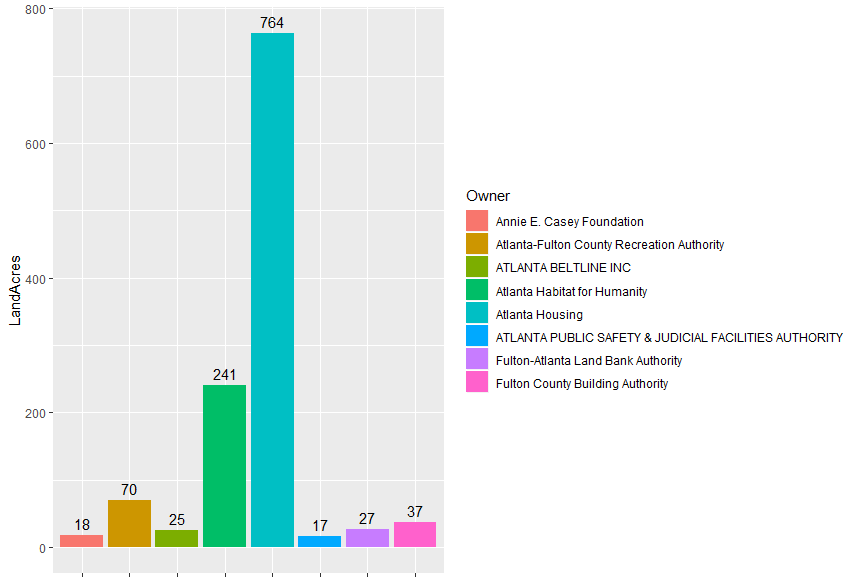 800
600
400
200
0
LandAcres
18
70
25
241
764
17
27
37
Owner
Annie E. Casey Foundation
Atlanta-Fulton County Recreation Authority
ATLANTA BELTLINE INC
Atlanta Habitat for Humanity
Atlanta Housing
ATLANTA PUBLIC SAFETY & JUDICIAL FACILITIES AUTHORITY
Fulton-Atlanta Land Bank Authority
Fulton County Building Authority